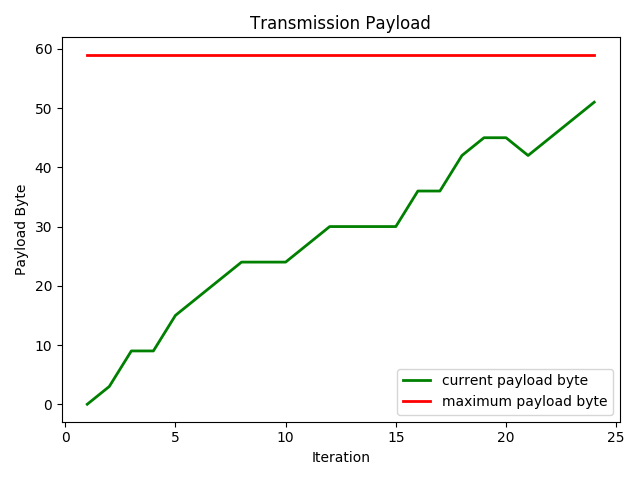 Transmission Payload
60
50
40
30
20
10
0
Payload Byte
current payload byte
maximum payload byte
0 5 10 15 20 25
Iteration